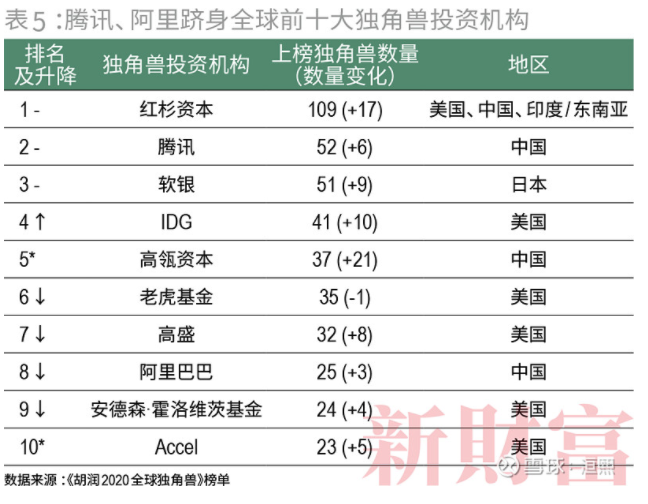 表5：腾讯、阿里跻身全球前十大独角兽投资机构
排名及升降 独角兽投资机构 上榜独角兽数量（数量变化） 地区
1 - 红杉资本 109 (+17) 美国、中国、印度/东南亚
2 - 腾讯 52 (+6) 中国
3 - 软银 51 (+9) 日本
4 ↑ IDG 41 (+10) 美国
5* 高瓴资本 37 (+21) 中国
6 ↓ 老虎基金 35 (-1) 美国
7 ↓ 高盛 32 (+8) 美国
8 ↓ 阿里巴巴 25 (+3) 中国
9 ↓ 安德森·霍洛维茨基金 24 (+4) 美国
10* Accel 23 (+5) 美国
新财富
雪球
数据来源：《胡润2020全球独角兽》榜单